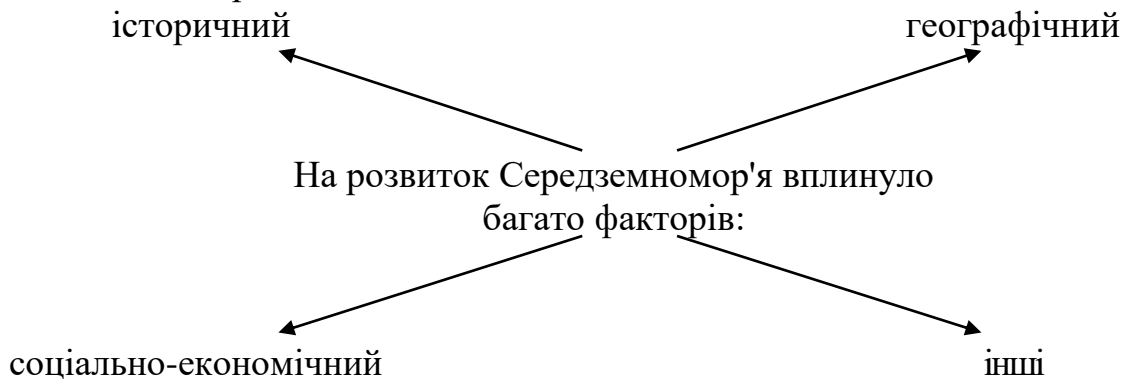 історичний
географічний
На розвиток Середземномор'я вплинуло
багато факторів:
соціально-економічний
інші